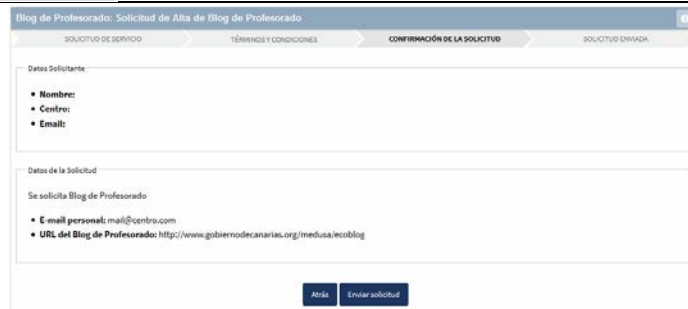 Blog de Profesorado: Solicitud de Alta de Blog de Profesorado
SOLICITUD DE SERVICIO
TÉRMINOS Y CONDICIONES
CONFIRMACIÓN DE LA SOLICITUD
SOLICITUD ENVIADA
Datos Solicitante
• Nombre:
• Centro:
• Email:
Datos de la Solicitud
Se solicita Blog de Profesorado
• E-mail personal: mail@centro.com
• URL del Blog de Profesorado: http://www.gobiernodecanarias.org/medusa/ecoblog
Atrás
Enviar solicitud